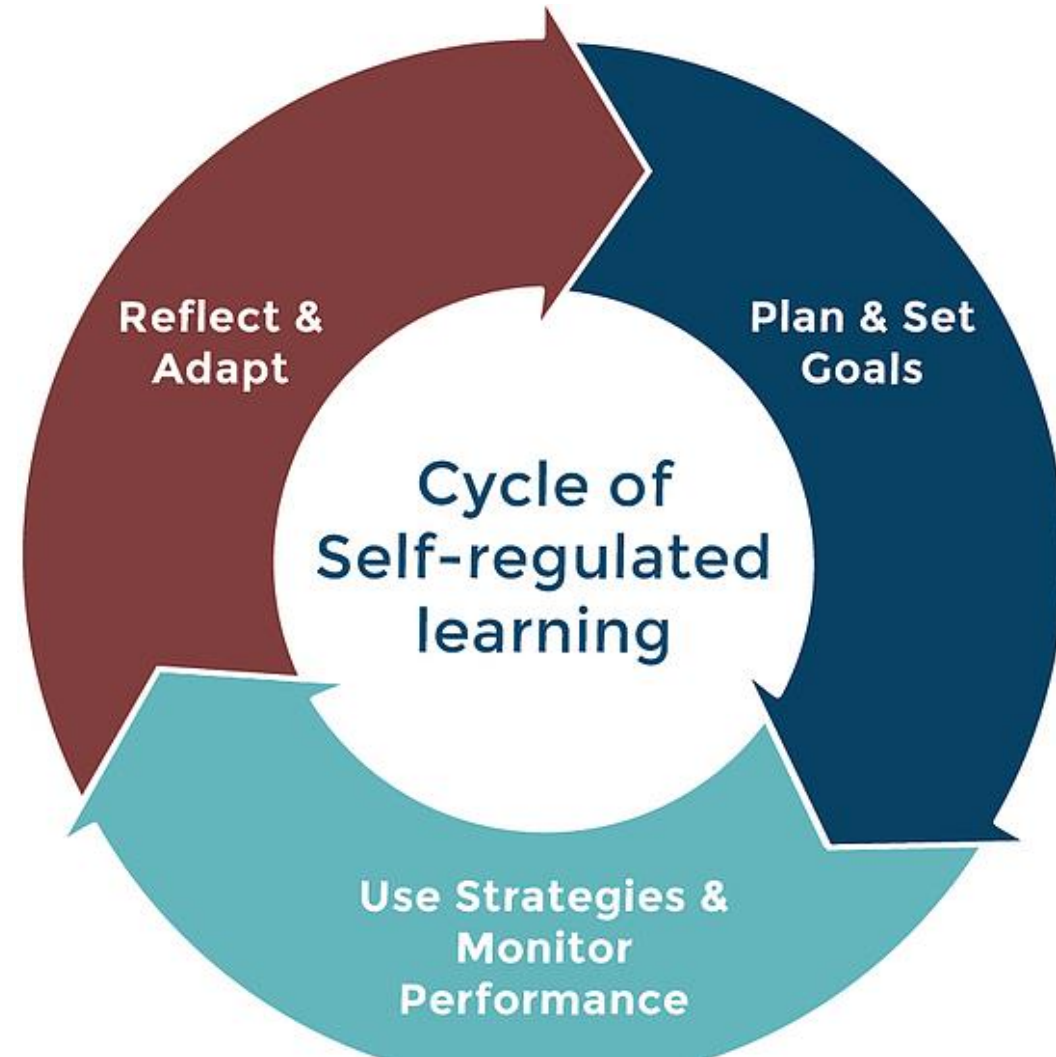 Reflect &
Adapt
Plan & Set
Goals
Cycle of
Self-regulated
learning
Use Strategies &
Monitor
Performance